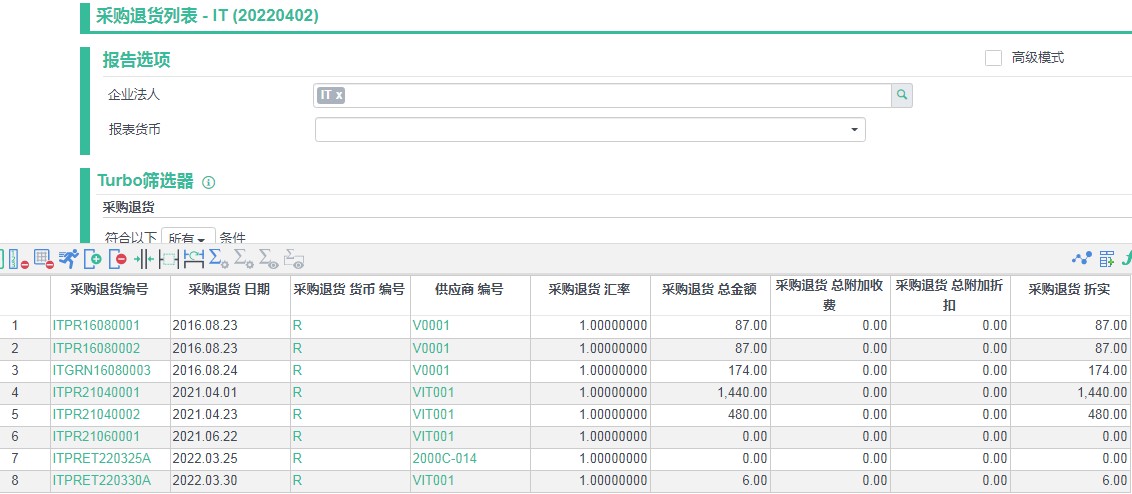 采购退货列表 - IT (20220402)
报告选项
高级模式
企业法人 IT x
报表货币
Turbo筛选器
采购退货
符合以下 所有 条件
采购退货编号 采购退货 日期 采购退货 货币 编号 供应商 编号 采购退货 汇率 采购退货 总金额 采购退货 总附加收费 采购退货 总附加折扣 采购退货 折实
1 ITPR16080001 2016.08.23 R V0001 1.00000000 87.00 0.00 0.00 87.00
2 ITPR16080002 2016.08.23 R V0001 1.00000000 87.00 0.00 0.00 87.00
3 ITGRN16080003 2016.08.24 R V0001 1.00000000 174.00 0.00 0.00 174.00
4 ITPR21040001 2021.04.01 R VIT001 1.00000000 1,440.00 0.00 0.00 1,440.00
5 ITPR21040002 2021.04.23 R VIT001 1.00000000 480.00 0.00 0.00 480.00
6 ITPR21060001 2021.06.22 R VIT001 1.00000000 0.00 0.00 0.00 0.00
7 ITPRET220325A 2022.03.25 R 2000C-014 1.00000000 0.00 0.00 0.00 0.00
8 ITPRET220330A 2022.03.30 R VIT001 1.00000000 6.00 0.00 0.00 6.00